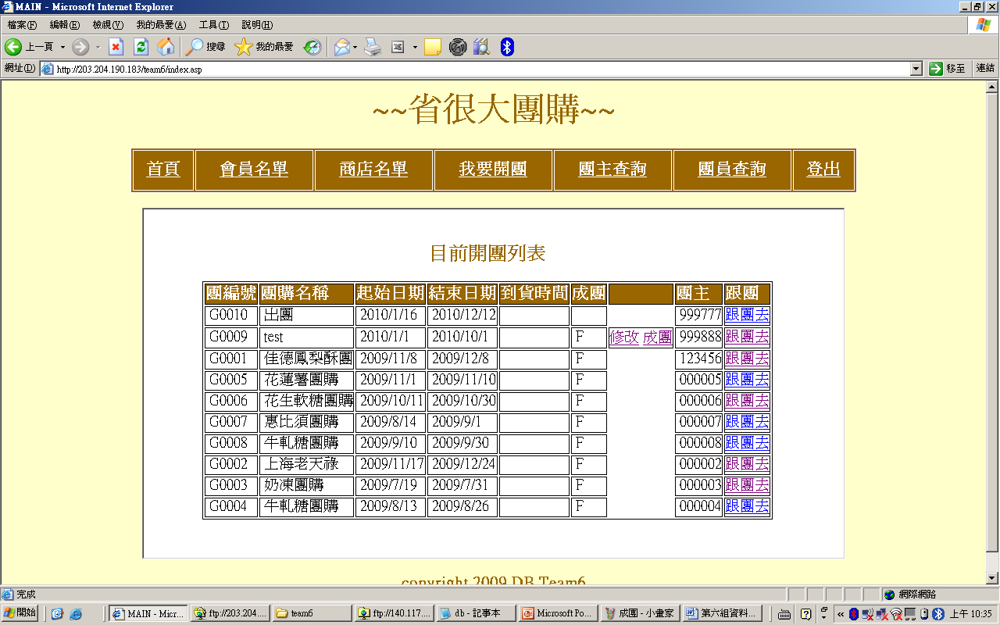 MAIN - Microsoft Internet Explorer
檔案(F) 編輯(E) 檢視(V) 我的最愛(A) 工具(T) 說明(H)
上一頁 搜尋 我的最愛
網址(D) http://203.204.190.183/team6/index.asp 移至 連結
~~省很大團購~~
首頁 會員名單 商店名單 我要開團 團主查詢 團員查詢 登出
目前開團列表
團編號 團購名稱 起始日期 結束日期 到貨時間 成團 團主 跟團
G0010 出團 2010/1/16 2010/12/12 999777 跟團去
G0009 test 2010/1/1 2010/10/1 F 修改 成團 999888 跟團去
G0001 佳德鳳梨酥團 2009/11/8 2009/12/8 F 123456 跟團去
G0005 花蓮薯團購 2009/11/1 2009/11/10 F 000005 跟團去
G0006 花生軟糖團購 2009/10/11 2009/10/30 F 000006 跟團去
G0007 惠比須團購 2009/8/14 2009/9/1 F 000007 跟團去
G0008 牛軋糖團購 2009/9/10 2009/9/30 F 000008 跟團去
G0002 上海老天祿 2009/11/17 2009/12/24 F 000002 跟團去
G0003 奶凍團購 2009/7/19 2009/7/31 F 000003 跟團去
G0004 牛軋糖團購 2009/8/13 2009/8/26 F 000004 跟團去
copyright 2009 DB Team6
完成 網際網路
開始 MAIN - Micr... ftp://203.204.... team6 ftp://140.117.... db - 記事本 Microsoft Po... 成團 - 小畫家 第六組資料... 上午 10:35